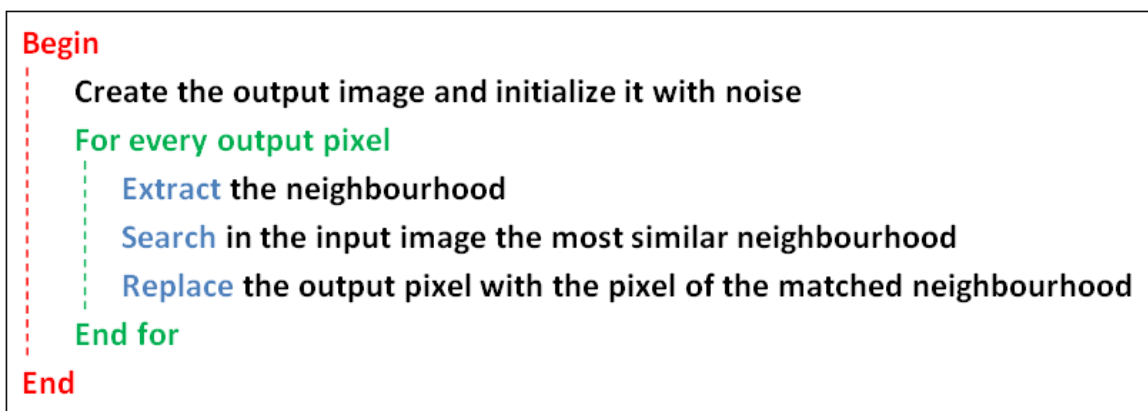 Begin
Create the output image and initialize it with noise
For every output pixel
Extract the neighbourhood
Search in the input image the most similar neighbourhood
Replace the output pixel with the pixel of the matched neighbourhood
End for
End